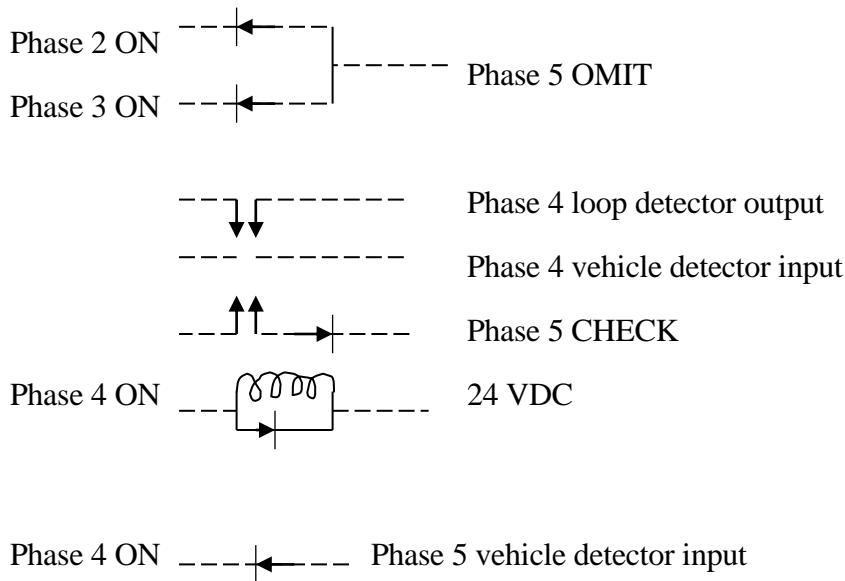 Phase 2 ON
Phase 5 OMIT
Phase 3 ON
Phase 4 loop detector output
Phase 4 vehicle detector input
Phase 5 CHECK
Phase 4 ON 24 VDC
Phase 4 ON Phase 5 vehicle detector input